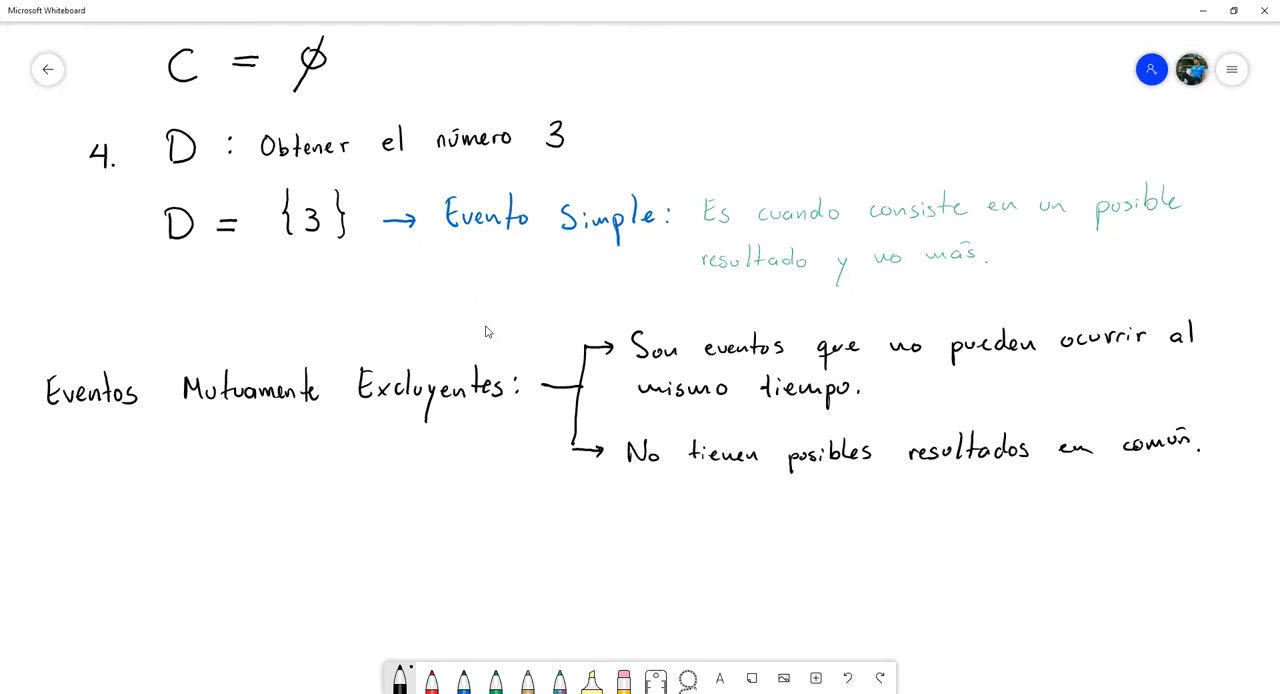 Microsoft Whiteboard
C = ∅
4. D : Obtener el número 3
D = {3} → Evento Simple: Es cuando consiste en un posible
resultado y no más.
Son eventos que no pueden ocurrir al
mismo tiempo.
Eventos Mutuamente Excluyentes:
No tienen posibles resultados en común.
A